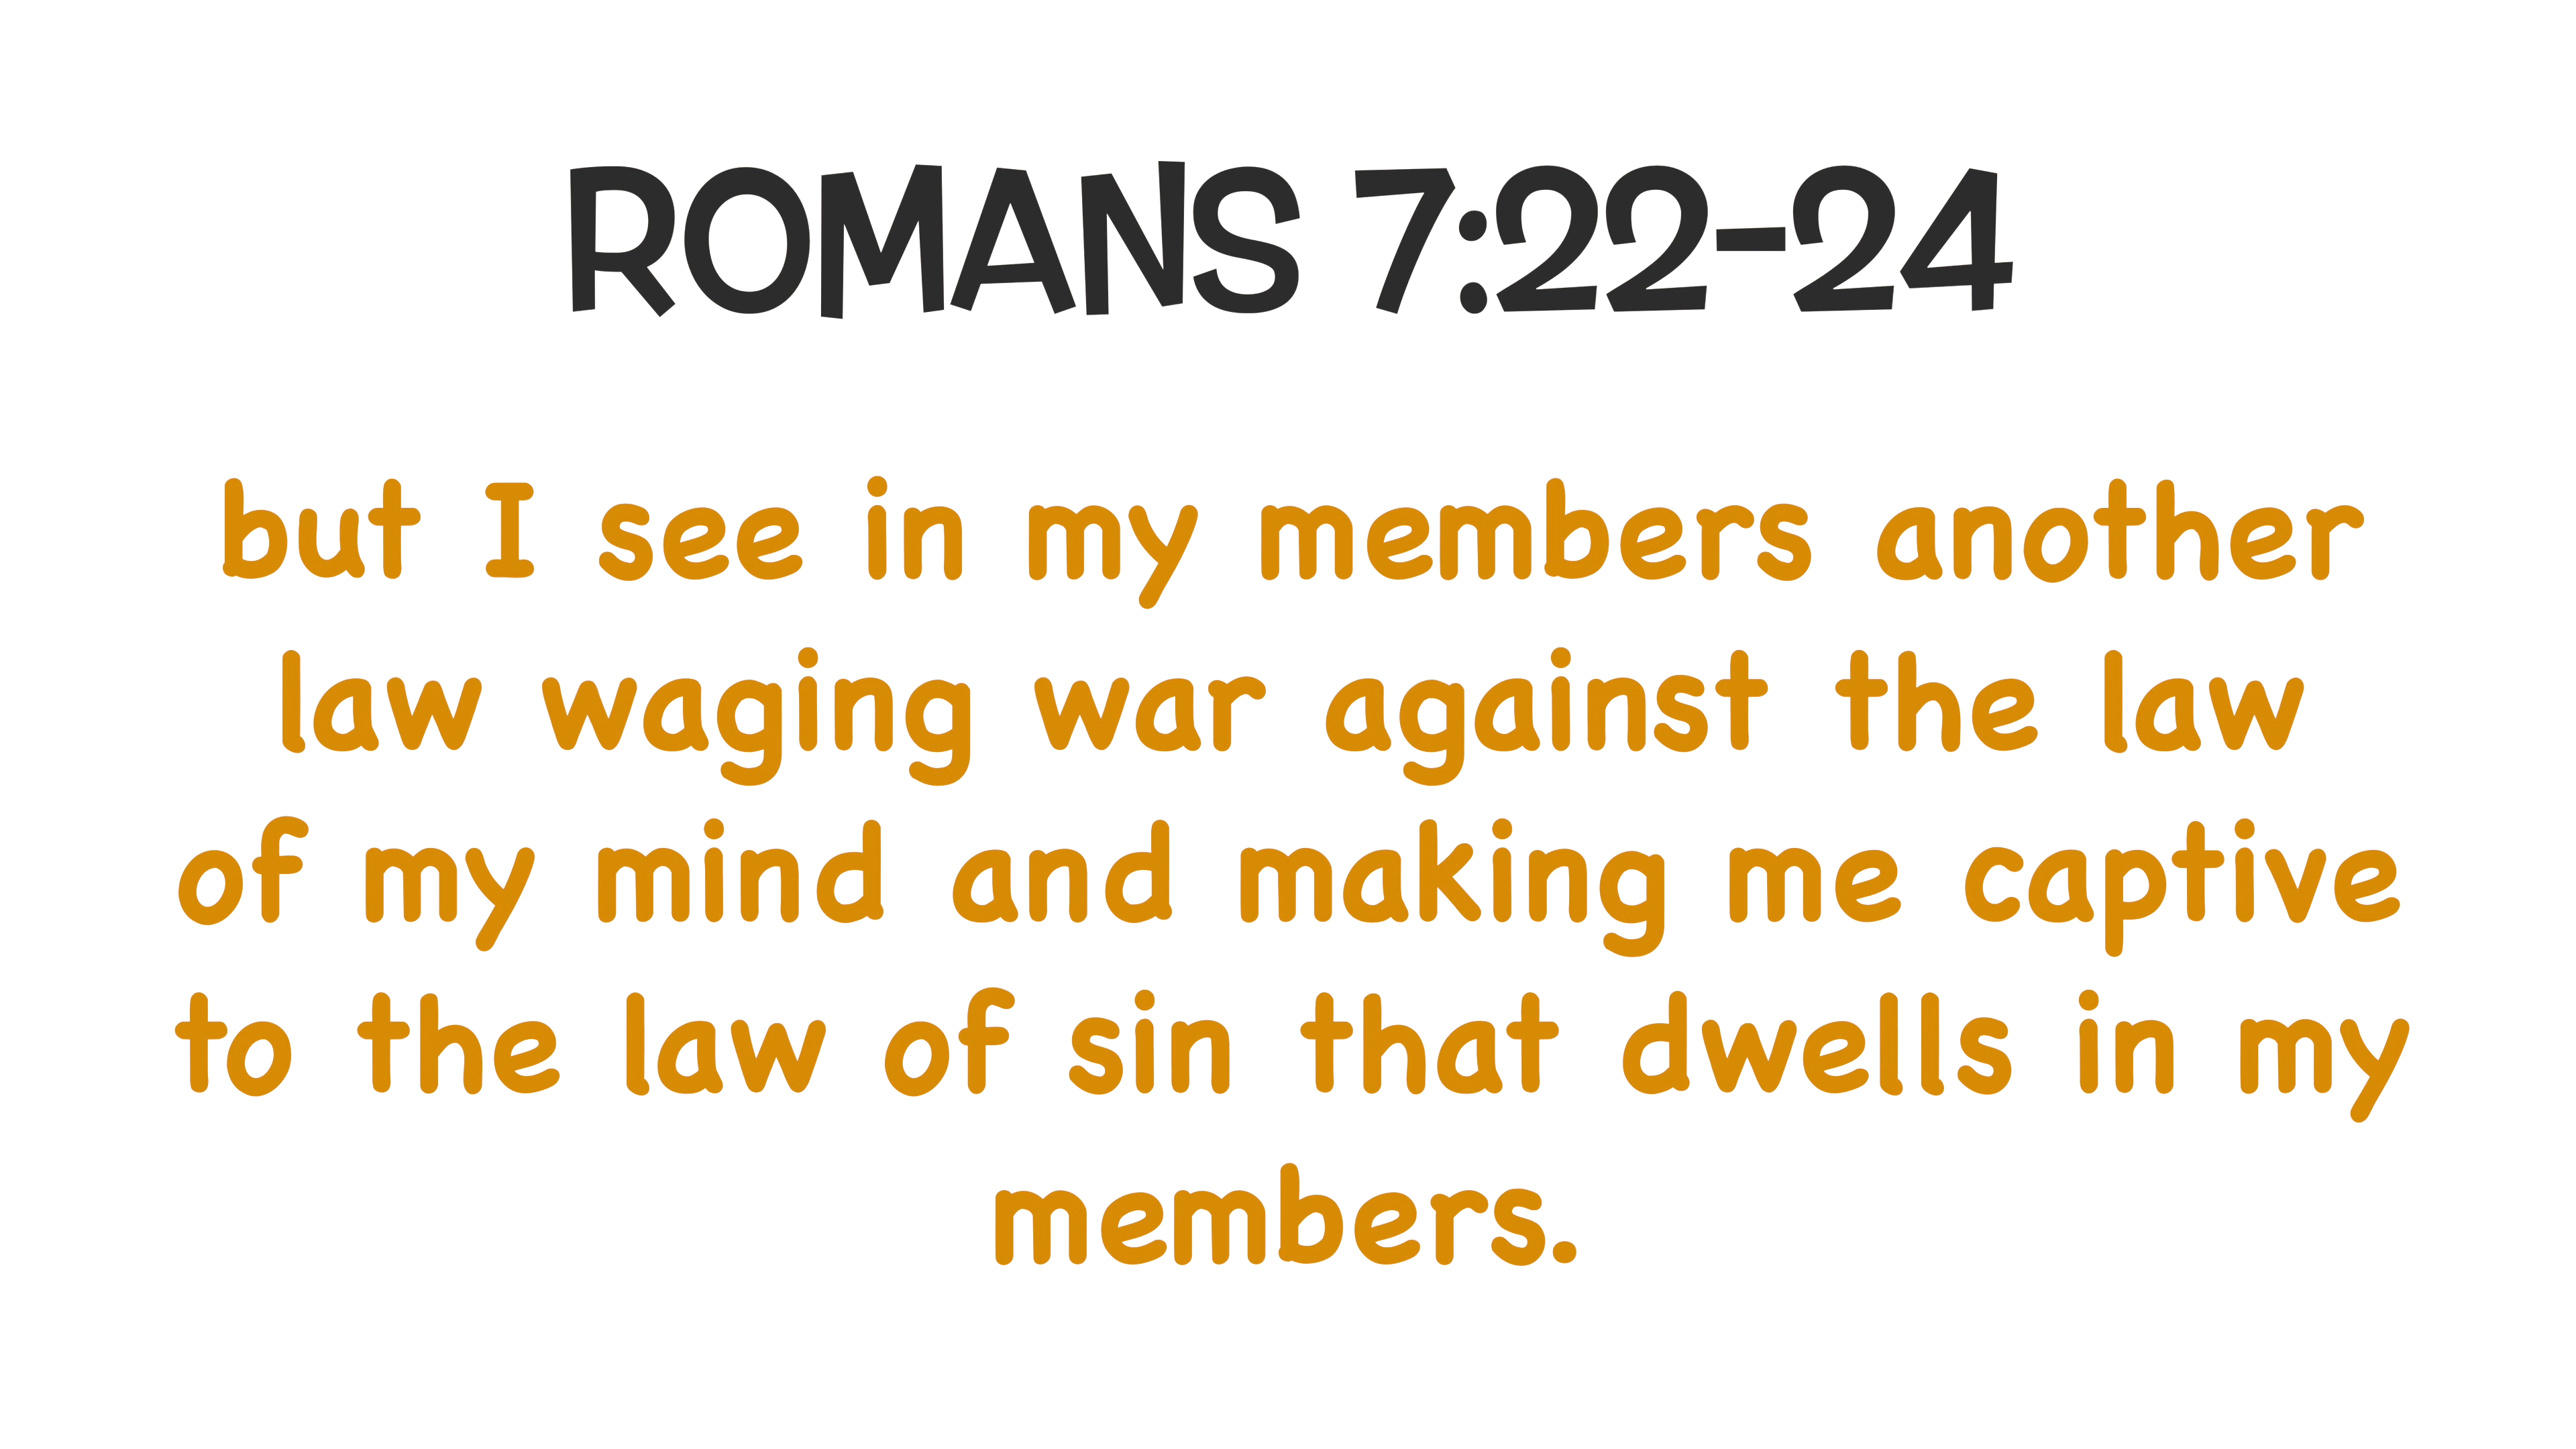 ROMANS 7:22-24
but I see in my members another
law waging war against the law
of my mind and making me captive
to the law of sin that dwells in my
members.